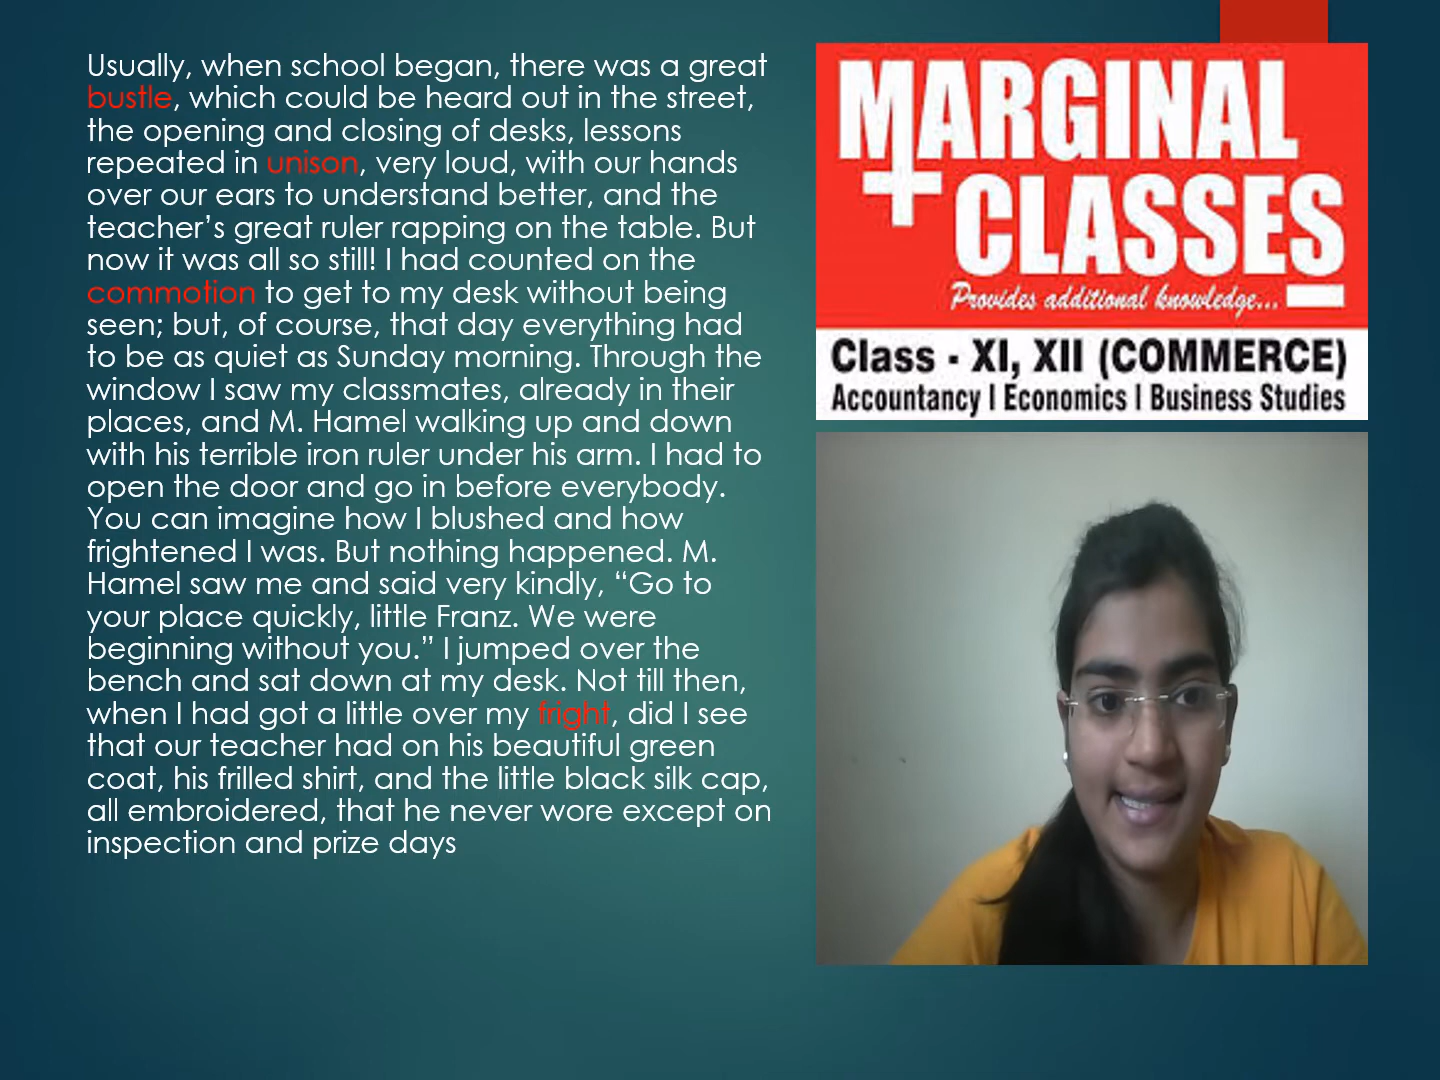 Usually, when school began, there was a great
bustle, which could be heard out in the street,
the opening and closing of desks, lessons
repeated in unison, very loud, with our hands
over our ears to understand better, and the
teacher’s great ruler rapping on the table. But
now it was all so still! I had counted on the
commotion to get to my desk without being
seen; but, of course, that day everything had
to be as quiet as Sunday morning. Through the
window I saw my classmates, already in their
places, and M. Hamel walking up and down
with his terrible iron ruler under his arm. I had to
open the door and go in before everybody.
You can imagine how I blushed and how
frightened I was. But nothing happened. M.
Hamel saw me and said very kindly, “Go to
your place quickly, little Franz. We were
beginning without you.” I jumped over the
bench and sat down at my desk. Not till then,
when I had got a little over my fright, did I see
that our teacher had on his beautiful green
coat, his frilled shirt, and the little black silk cap,
all embroidered, that he never wore except on
inspection and prize days
MARGINAL
CLASSES
Provides additional knowledge...
Class - XI, XII (COMMERCE)
Accountancy | Economics | Business Studies